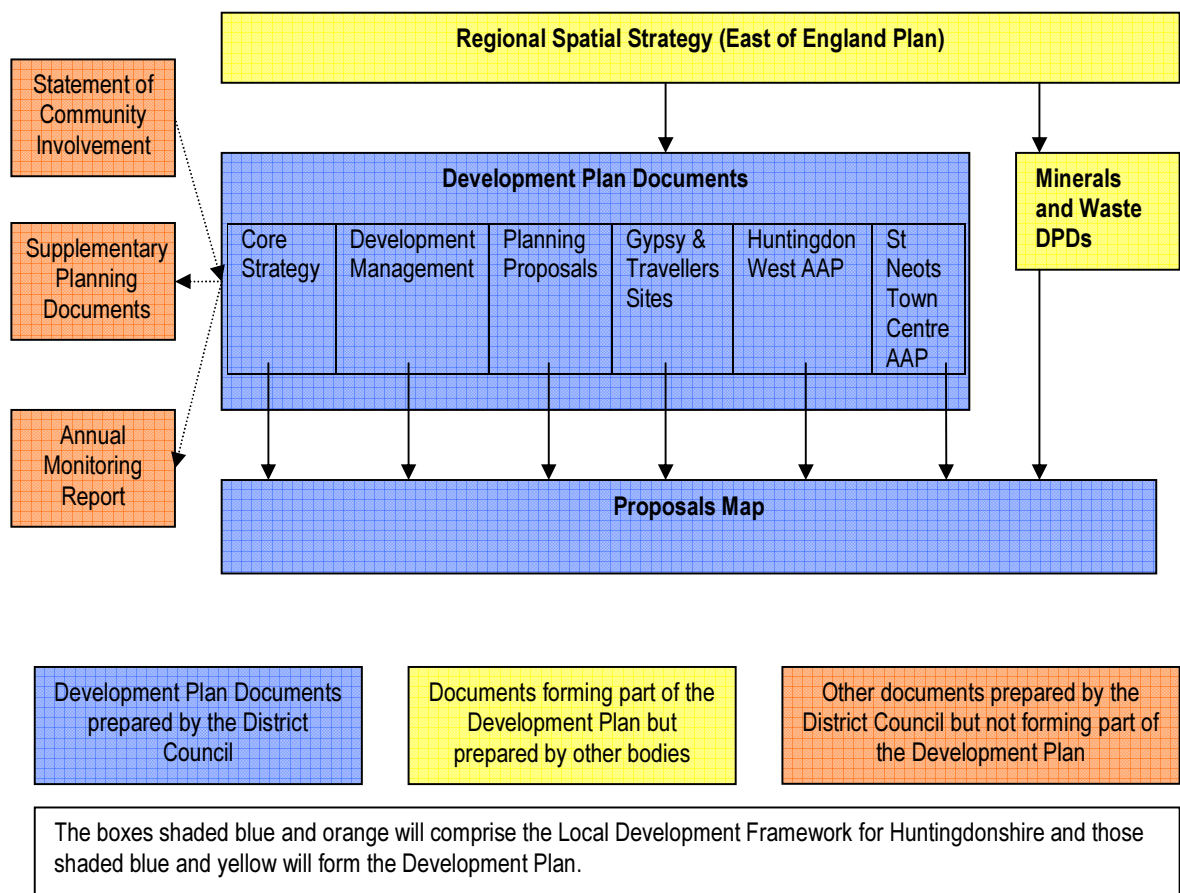 Regional Spatial Strategy (East of England Plan)
Statement of
Community
Involvement
Development Plan Documents
Minerals
and Waste
DPDs
Supplementary
Planning
Documents
Core
Strategy
Development
Management
Planning
Proposals
Gypsy &
Travellers
Sites
Huntingdon
West AAP
St
Neots
Town
Centre
AAP
Annual
Monitoring
Report
Proposals Map
Development Plan Documents
prepared by the District
Council
Documents forming part of the
Development Plan but
prepared by other bodies
Other documents prepared by the
District Council but not forming part of
the Development Plan
The boxes shaded blue and orange will comprise the Local Development Framework for Huntingdonshire and those
shaded blue and yellow will form the Development Plan.